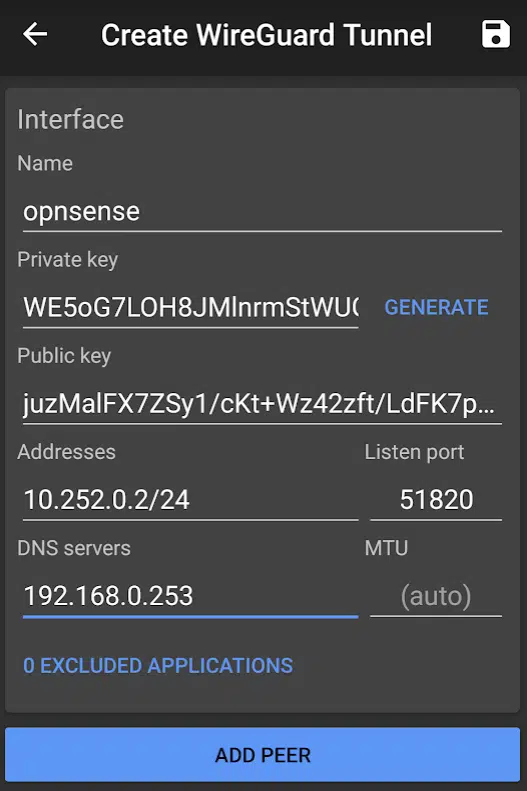 Create WireGuard Tunnel
Interface
Name
opnsense
Private key
WE5oG7LOH8JMlnrmStWU
GENERATE
Public key
juzMalFX7ZSy1/cKt+Wz42zft/LdFK7p...
Addresses
Listen port
10.252.0.2/24
51820
DNS servers
MTU
192.168.0.253
(auto)
0 EXCLUDED APPLICATIONS
ADD PEER